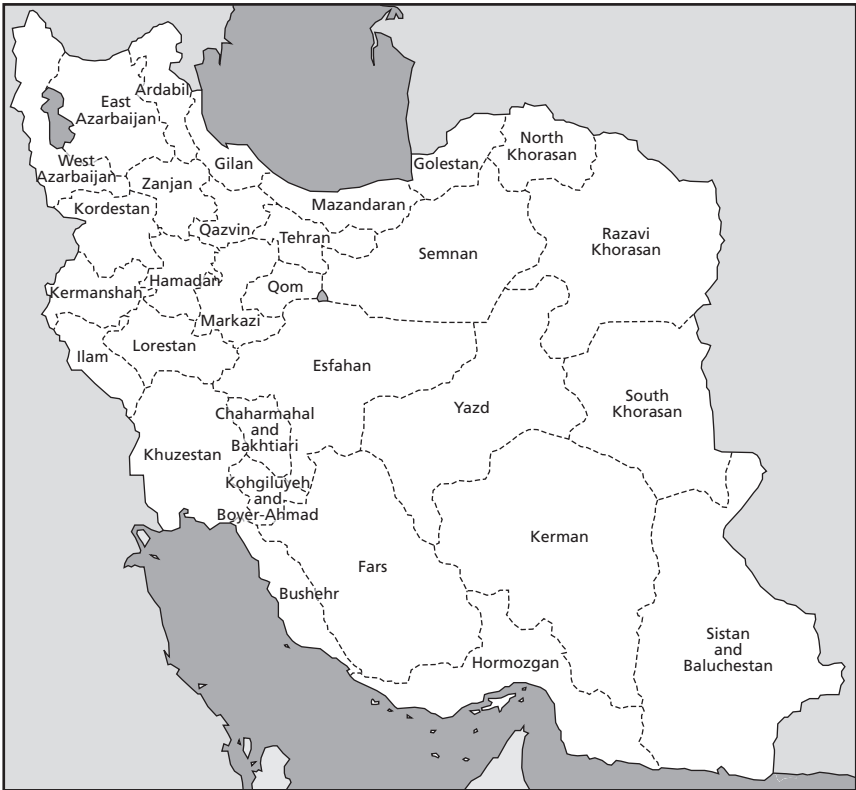 Ardabil
East
Azarbaijan
West
Azarbaijan
Gilan
Zanjan
Kordestan
Qazvin
Mazandaran
Golestan
North
Khorasan
Tehran
Semnan
Razavi
Khorasan
Kermanshah
Hamadan
Qom
Markazi
Ilam
Lorestan
Esfahan
Yazd
South
Khorasan
Chaharmahal
and
Bakhtiari
Khuzestan
Kohgiluyeh
and
Boyer-Ahmad
Kerman
Fars
Bushehr
Hormozgan
Sistan
and
Baluchestan